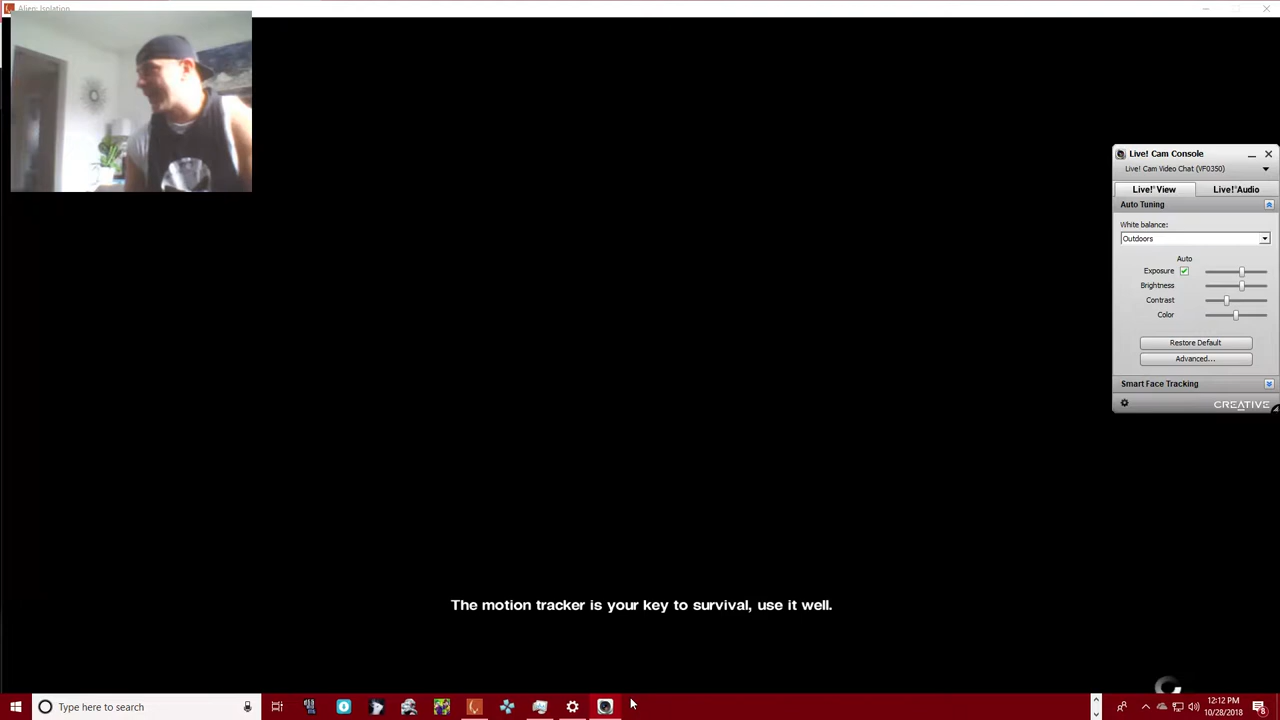 Alien: Isolation
Live! Cam Console
Live! Cam Video Chat (VF0350)
Live! View
Live! Audio
Auto Tuning
White balance:
Outdoors
Auto
Exposure
Brightness
Contrast
Color
Restore Default
Advanced...
Smart Face Tracking
CREATIVE
The motion tracker is your key to survival, use it well.
Type here to search
12:12 PM
10/28/2018
8